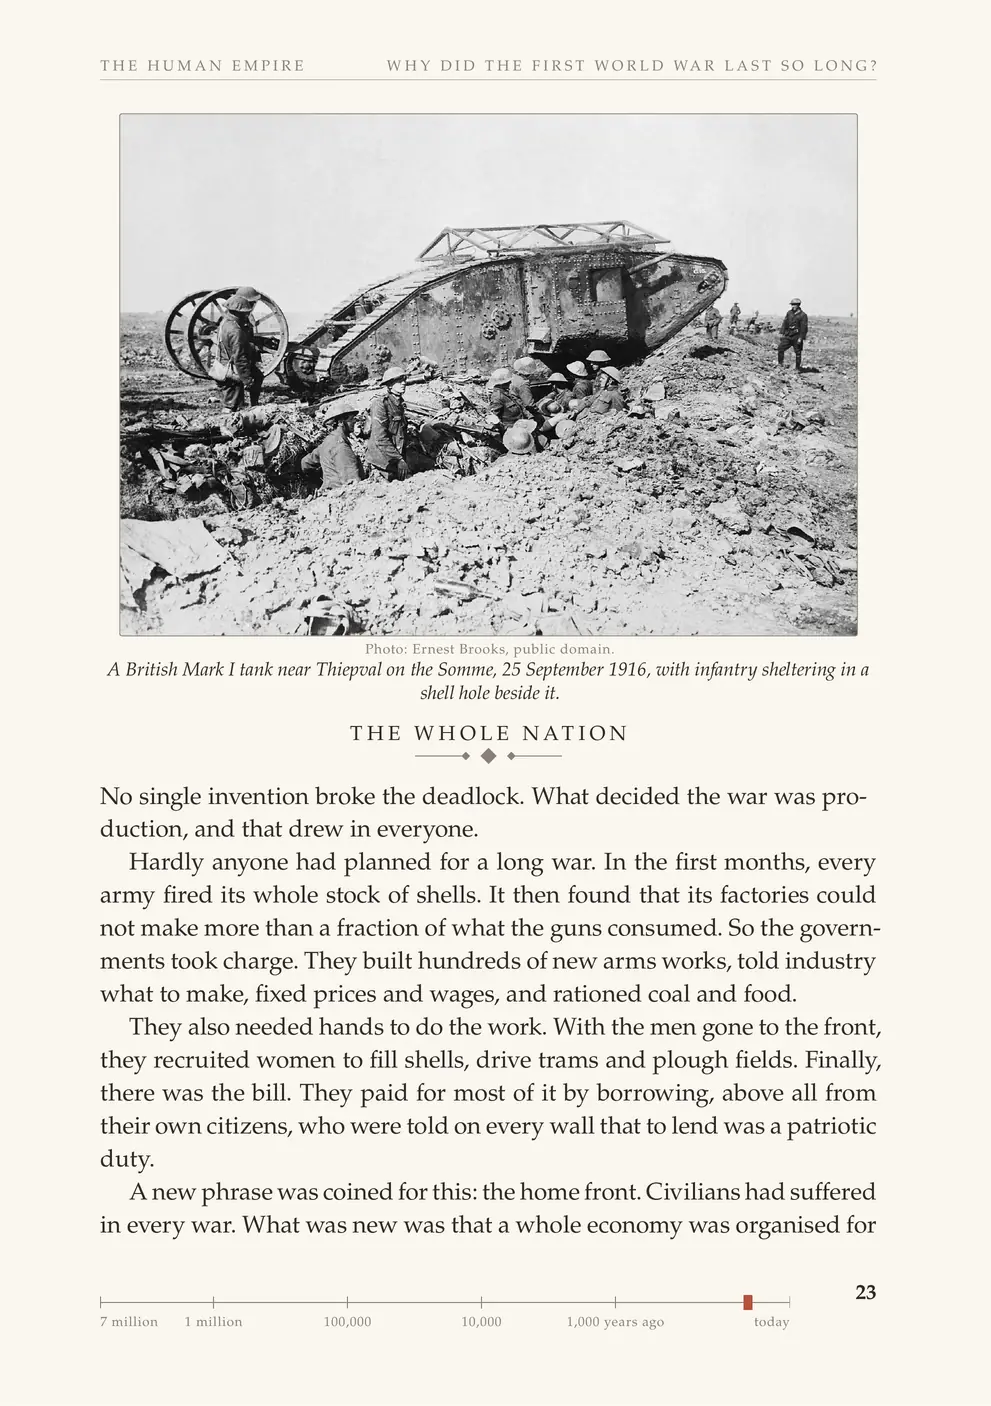 THE HUMAN EMPIRE
WHY DID THE FIRST WORLD WAR LAST SO LONG?
Photo: Ernest Brooks, public domain.
A British Mark I tank near Thiepval on the Somme, 25 September 1916, with infantry sheltering in a
shell hole beside it.
THE WHOLE NATION
No single invention broke the deadlock. What decided the war was pro-
duction, and that drew in everyone.
Hardly anyone had planned for a long war. In the first months, every
army fired its whole stock of shells. It then found that its factories could
not make more than a fraction of what the guns consumed. So the govern-
ments took charge. They built hundreds of new arms works, told industry
what to make, fixed prices and wages, and rationed coal and food.
They also needed hands to do the work. With the men gone to the front,
they recruited women to fill shells, drive trams and plough fields. Finally,
there was the bill. They paid for most of it by borrowing, above all from
their own citizens, who were told on every wall that to lend was a patriotic
duty.
A new phrase was coined for this: the home front. Civilians had suffered
in every war. What was new was that a whole economy was organised for
23
7 million
1 million
100,000
10,000
1,000 years ago
today